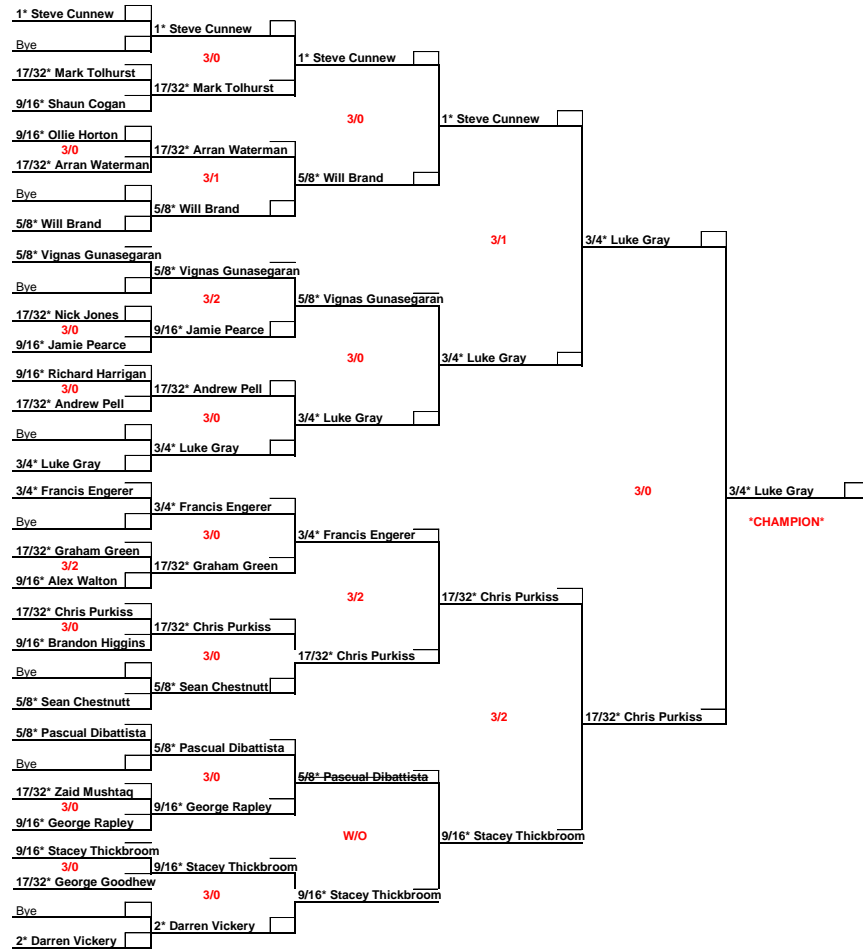 1* Steve Cunnew
Bye
17/32* Mark Tolhurst
9/16* Shaun Cogan
9/16* Ollie Horton
3/0
17/32* Arran Waterman
Bye
5/8* Will Brand
5/8* Vignas Gunasegaran
Bye
17/32* Nick Jones
3/0
9/16* Jamie Pearce
9/16* Richard Harrigan
3/0
17/32* Andrew Pell
Bye
3/4* Luke Gray
3/4* Francis Engerer
Bye
17/32* Graham Green
3/2
9/16* Alex Walton
17/32* Chris Purkiss
3/0
9/16* Brandon Higgins
Bye
5/8* Sean Chestnutt
5/8* Pascual Dibattista
Bye
17/32* Zaid Mushtaq
3/0
9/16* George Rapley
9/16* Stacey Thickbroom
3/0
17/32* George Goodhew
Bye
2* Darren Vickery
1* Steve Cunnew
3/0
17/32* Mark Tolhurst
17/32* Arran Waterman
3/1
5/8* Will Brand
5/8* Vignas Gunasegaran
3/2
9/16* Jamie Pearce
17/32* Andrew Pell
3/0
3/4* Luke Gray
3/4* Francis Engerer
3/0
17/32* Graham Green
17/32* Chris Purkiss
3/0
5/8* Sean Chestnutt
5/8* Pascual Dibattista
3/0
9/16* George Rapley
9/16* Stacey Thickbroom
3/0
2* Darren Vickery
1* Steve Cunnew
3/0
5/8* Will Brand
5/8* Vignas Gunasegaran
3/0
3/4* Luke Gray
3/4* Francis Engerer
3/2
17/32* Chris Purkiss
5/8* Pascual Dibattista
W/O
9/16* Stacey Thickbroom
1* Steve Cunnew
3/1
3/4* Luke Gray
17/32* Chris Purkiss
3/2
9/16* Stacey Thickbroom
3/4* Luke Gray
3/0
17/32* Chris Purkiss
3/4* Luke Gray
*CHAMPION*